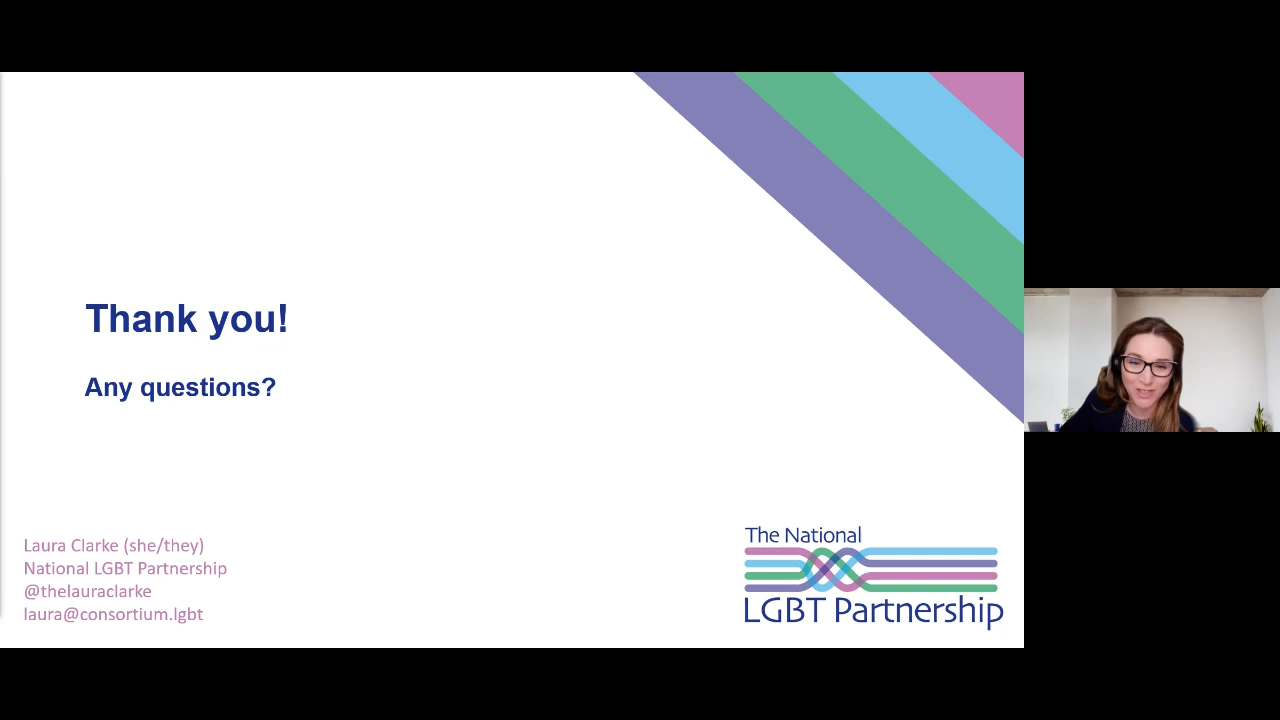 Thank you!
Any questions?
Laura Clarke (she/they)
National LGBT Partnership
@thelauraclarke
laura@consortium.lgbt
The National
LGBT Partnership